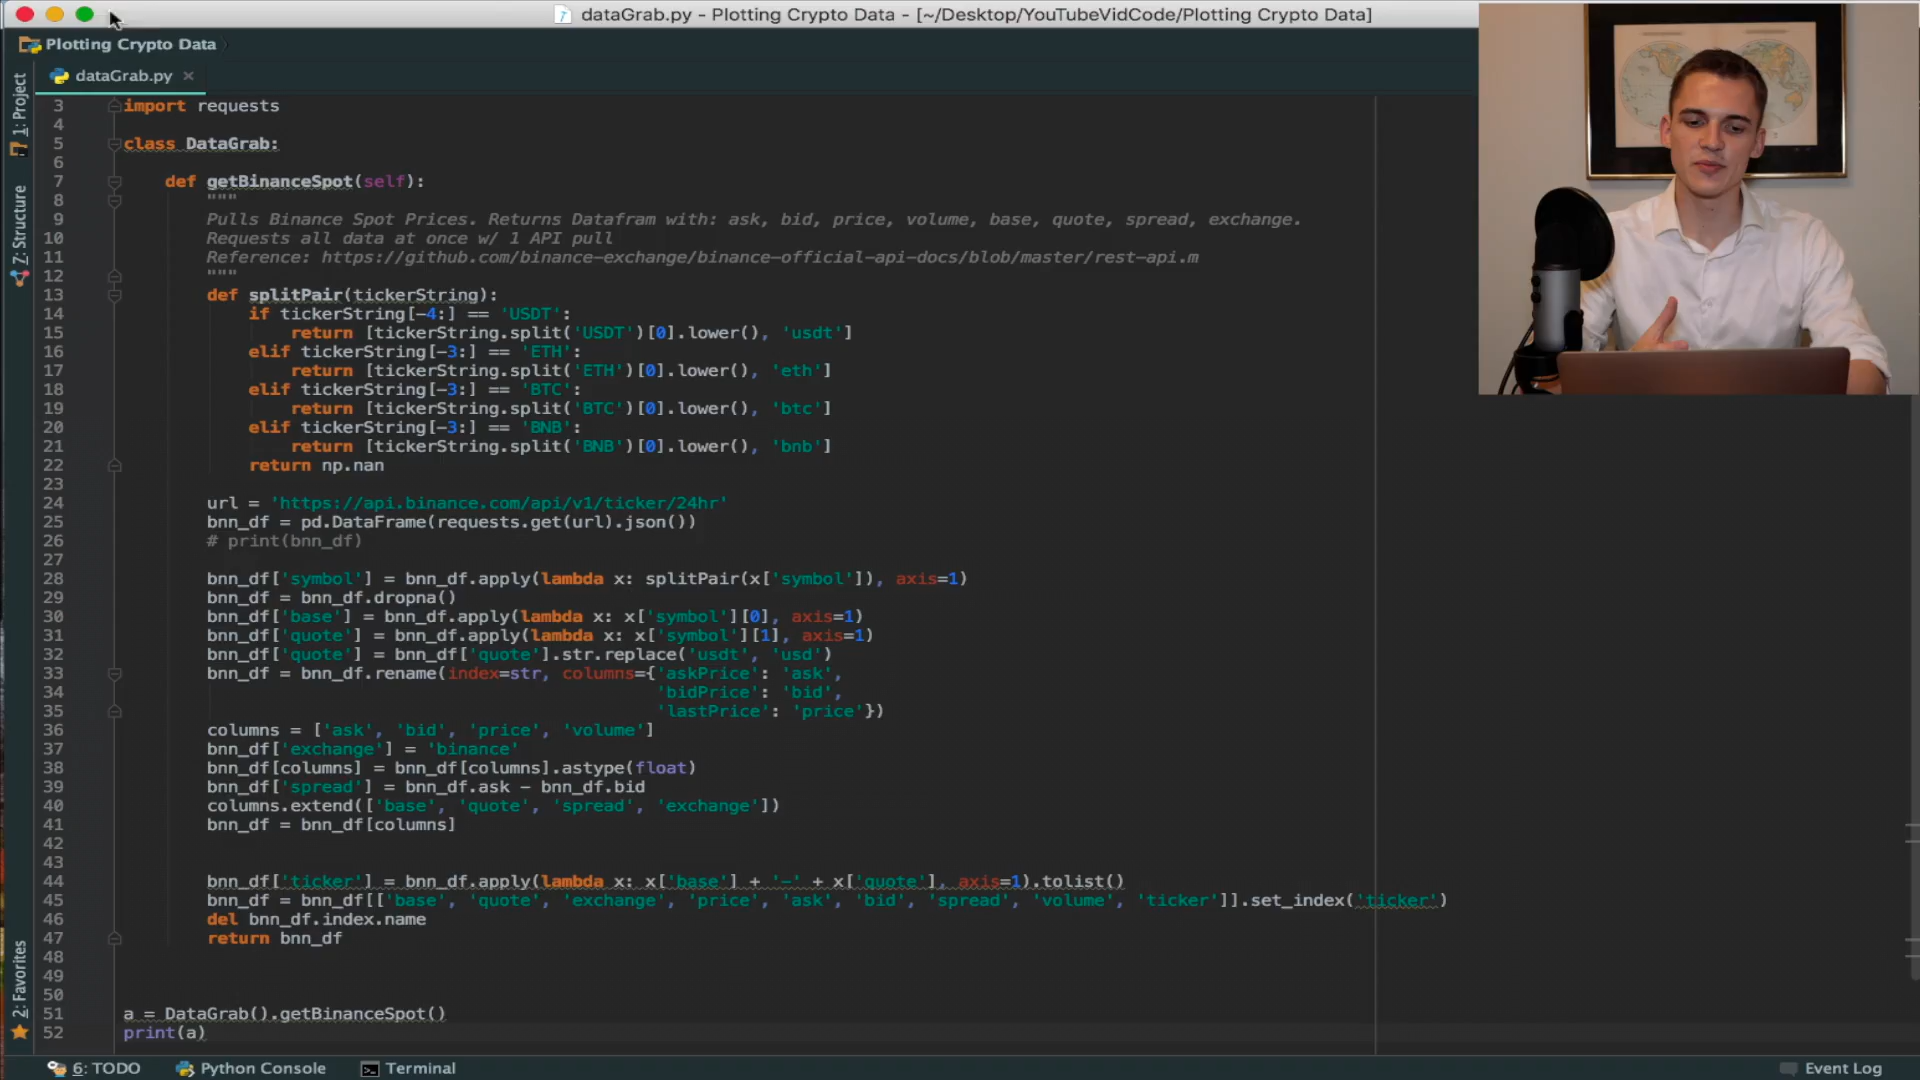 dataGrab.py - Plotting Crypto Data - [~/Desktop/YouTubeVidCode/Plotting Crypto Data]
Plotting Crypto Data
dataGrab.py
1: Project
7: Structure
2: Favorites
3 import requests
4
5 class DataGrab:
6
7 def getBinanceSpot(self):
8 """
9 Pulls Binance Spot Prices. Returns Datafram with: ask, bid, price, volume, base, quote, spread, exchange.
10 Requests all data at once w/ 1 API pull
11 Reference: https://github.com/binance-exchange/binance-official-api-docs/blob/master/rest-api.m
12 """
13 def splitPair(tickerString):
14 if tickerString[-4:] == 'USDT':
15 return [tickerString.split('USDT')[0].lower(), 'usdt']
16 elif tickerString[-3:] == 'ETH':
17 return [tickerString.split('ETH')[0].lower(), 'eth']
18 elif tickerString[-3:] == 'BTC':
19 return [tickerString.split('BTC')[0].lower(), 'btc']
20 elif tickerString[-3:] == 'BNB':
21 return [tickerString.split('BNB')[0].lower(), 'bnb']
22 return np.nan
23
24 url = 'https://api.binance.com/api/v1/ticker/24hr'
25 bnn_df = pd.DataFrame(requests.get(url).json())
26 # print(bnn_df)
27
28 bnn_df['symbol'] = bnn_df.apply(lambda x: splitPair(x['symbol']), axis=1)
29 bnn_df = bnn_df.dropna()
30 bnn_df['base'] = bnn_df.apply(lambda x: x['symbol'][0], axis=1)
31 bnn_df['quote'] = bnn_df.apply(lambda x: x['symbol'][1], axis=1)
32 bnn_df['quote'] = bnn_df['quote'].str.replace('usdt', 'usd')
33 bnn_df = bnn_df.rename(index=str, columns={'askPrice': 'ask',
34 'bidPrice': 'bid',
35 'lastPrice': 'price'})
36 columns = ['ask', 'bid', 'price', 'volume']
37 bnn_df['exchange'] = 'binance'
38 bnn_df[columns] = bnn_df[columns].astype(float)
39 bnn_df['spread'] = bnn_df.ask - bnn_df.bid
40 columns.extend(['base', 'quote', 'spread', 'exchange'])
41 bnn_df = bnn_df[columns]
42
43
44 bnn_df['ticker'] = bnn_df.apply(lambda x: x['base'] + '-' + x['quote'], axis=1).tolist()
45 bnn_df = bnn_df[['base', 'quote', 'exchange', 'price', 'ask', 'bid', 'spread', 'volume', 'ticker']].set_index('ticker')
46 del bnn_df.index.name
47 return bnn_df
48
49
50
51 a = DataGrab().getBinanceSpot()
52 print(a)
6: TODO
Python Console
Terminal
Event Log